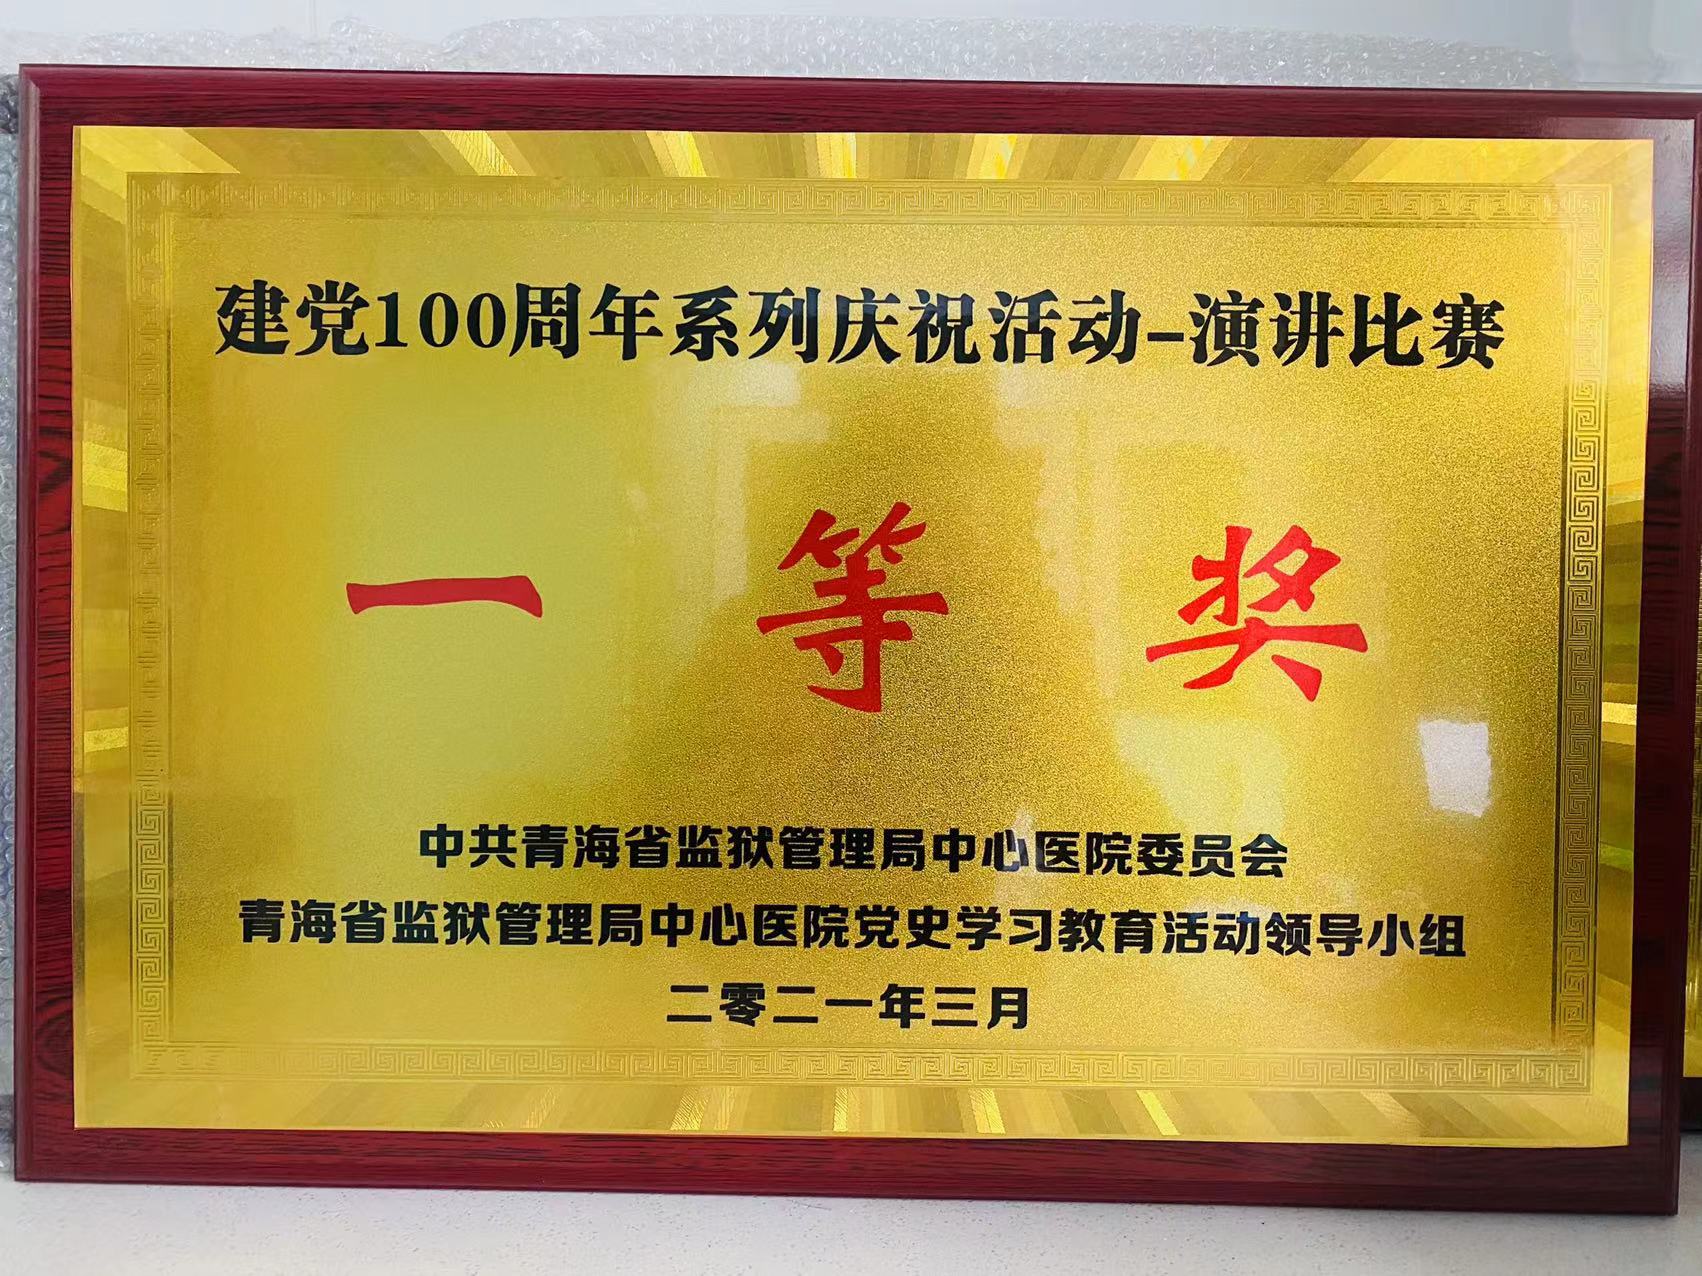 建党100周年系列庆祝活动-演讲比赛
一等奖
中共青海省监狱管理局中心医院委员会
青海省监狱管理局中心医院党史学习教育活动领导小组
二零二一年三月